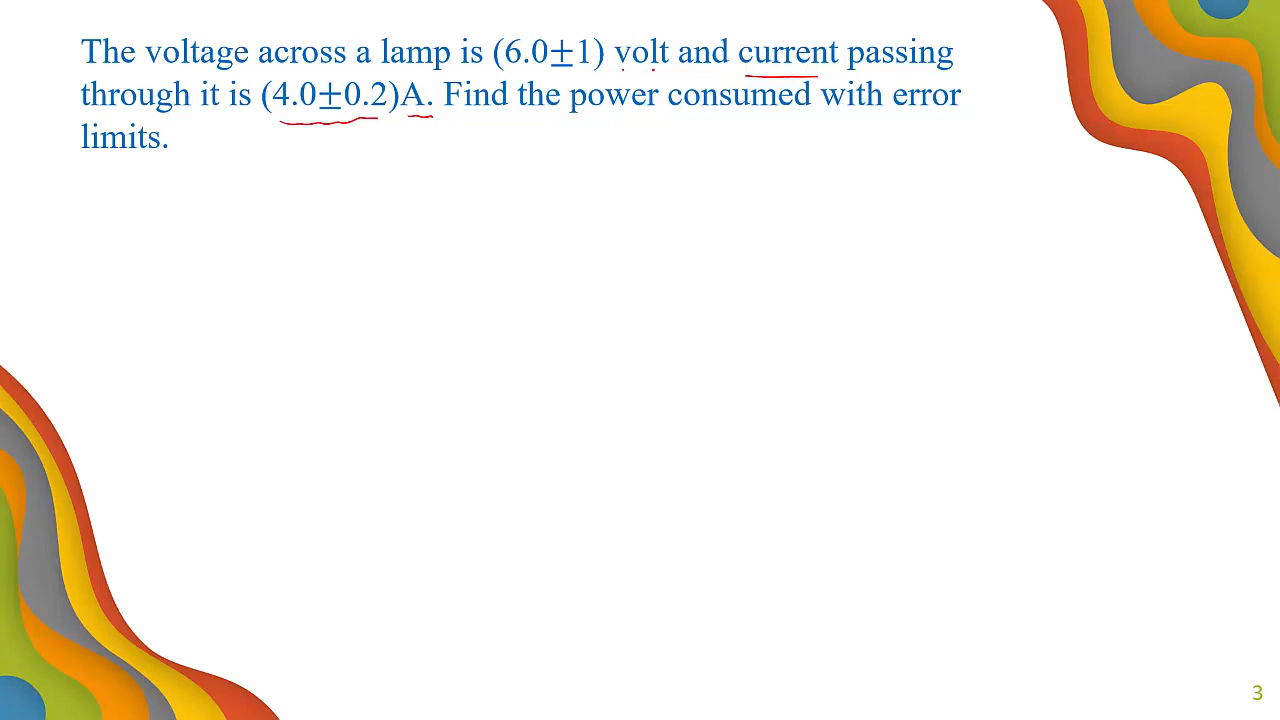 The voltage across a lamp is (6.0±1) volt and current passing
through it is (4.0±0.2)A. Find the power consumed with error
limits.
3